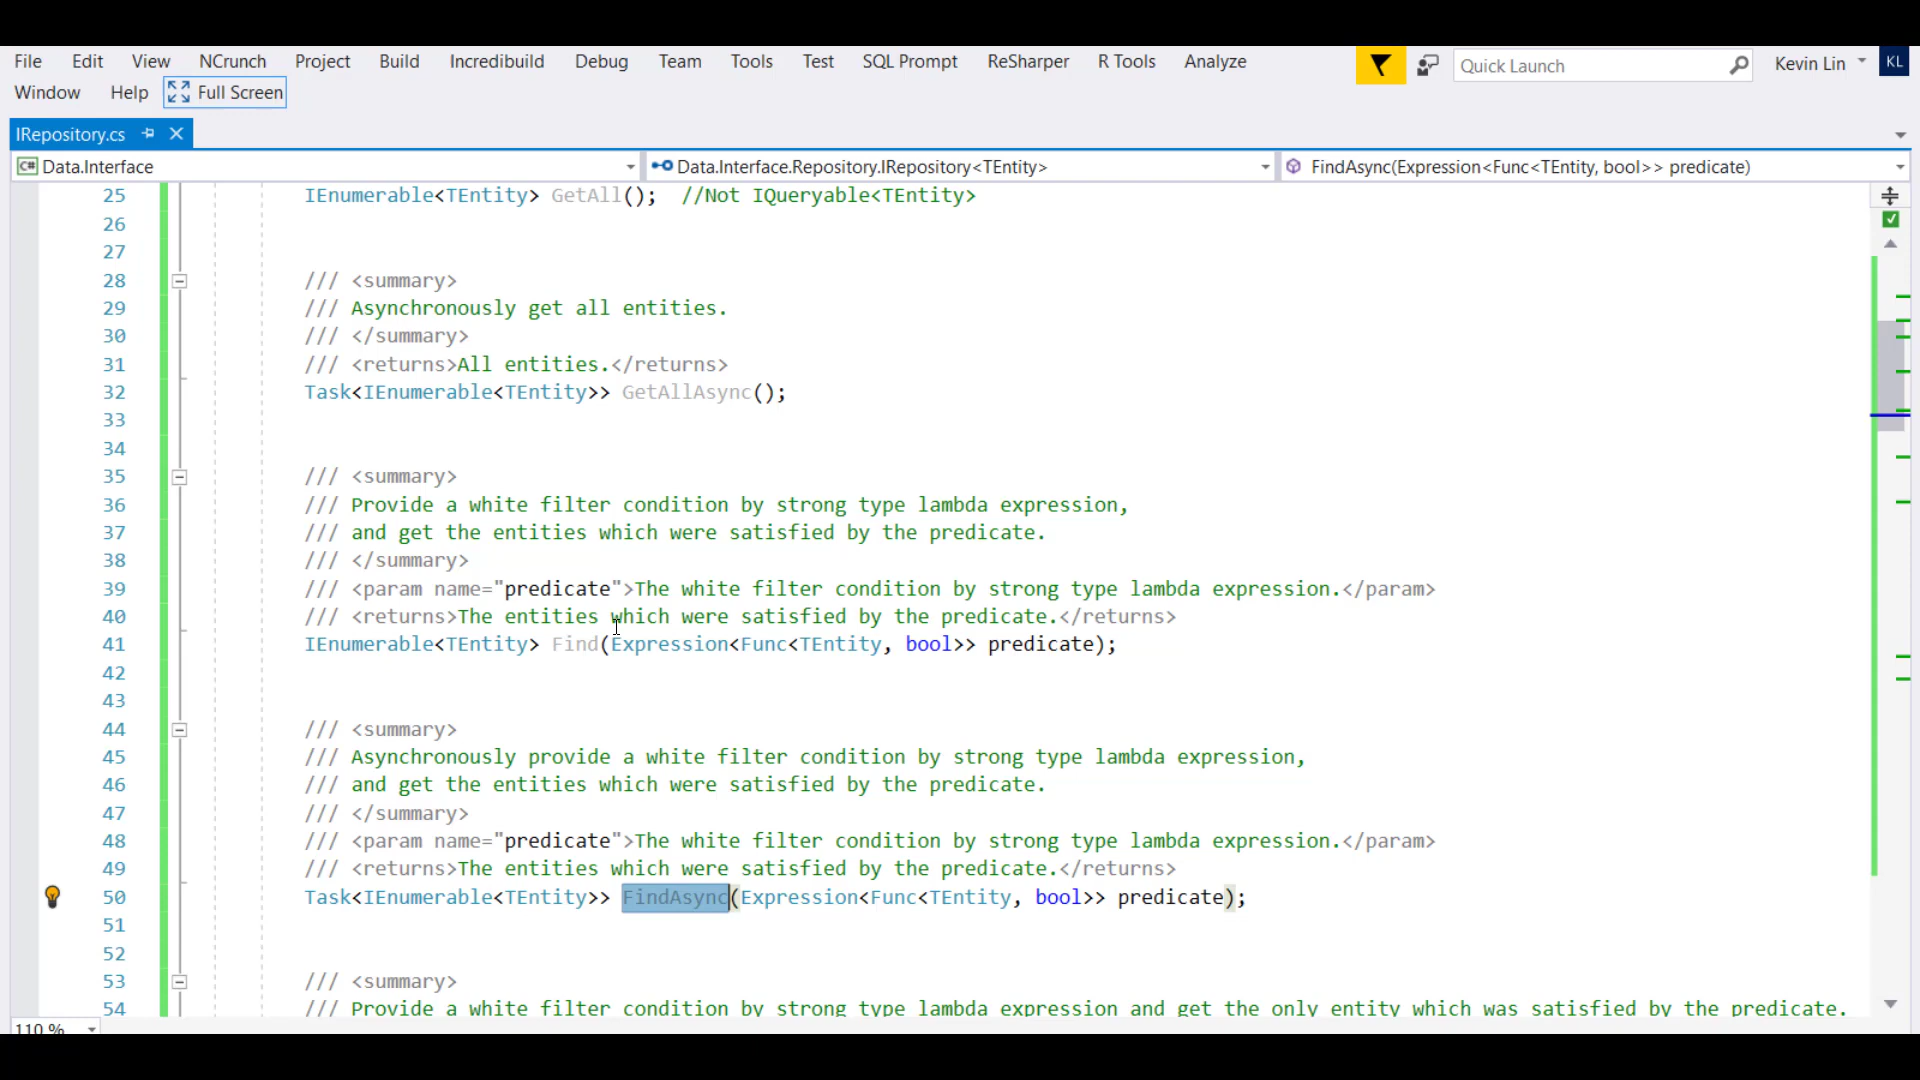 File Edit View NCrunch Project Build Incredibuild Debug Team Tools Test SQL Prompt ReSharper R Tools Analyze Quick Launch Kevin Lin KL
Window Help Full Screen
IRepository.cs
C# Data.Interface Data.Interface.Repository.IRepository<TEntity> FindAsync(Expression<Func<TEntity, bool>> predicate)
25 IEnumerable<TEntity> GetAll(); //Not IQueryable<TEntity>
26
27
28 /// <summary>
29 /// Asynchronously get all entities.
30 /// </summary>
31 /// <returns>All entities.</returns>
32 Task<IEnumerable<TEntity>> GetAllAsync();
33
34
35 /// <summary>
36 /// Provide a white filter condition by strong type lambda expression,
37 /// and get the entities which were satisfied by the predicate.
38 /// </summary>
39 /// <param name="predicate">The white filter condition by strong type lambda expression.</param>
40 /// <returns>The entities which were satisfied by the predicate.</returns>
41 IEnumerable<TEntity> Find(Expression<Func<TEntity, bool>> predicate);
42
43
44 /// <summary>
45 /// Asynchronously provide a white filter condition by strong type lambda expression,
46 /// and get the entities which were satisfied by the predicate.
47 /// </summary>
48 /// <param name="predicate">The white filter condition by strong type lambda expression.</param>
49 /// <returns>The entities which were satisfied by the predicate.</returns>
50 Task<IEnumerable<TEntity>> FindAsync(Expression<Func<TEntity, bool>> predicate);
51
52
53 /// <summary>
54 /// Provide a white filter condition by strong type lambda expression and get the only entity which was satisfied by the predicate.
110 %